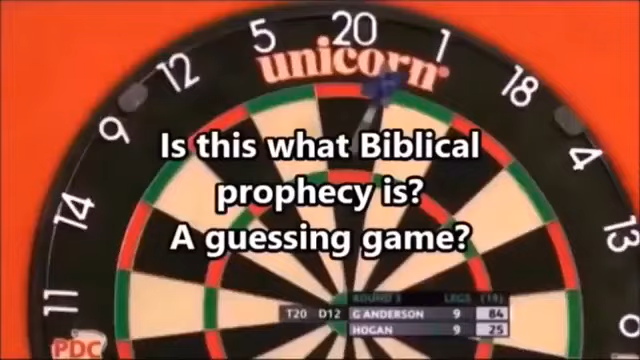 5 20 1
12 unicorn 18
9 4
Is this what Biblical
prophecy is?
A guessing game?
14 13
11
ROUND 3 LEGS (19)
T20 D12 G ANDERSON 9 84
HOGAN 9 25
PDC